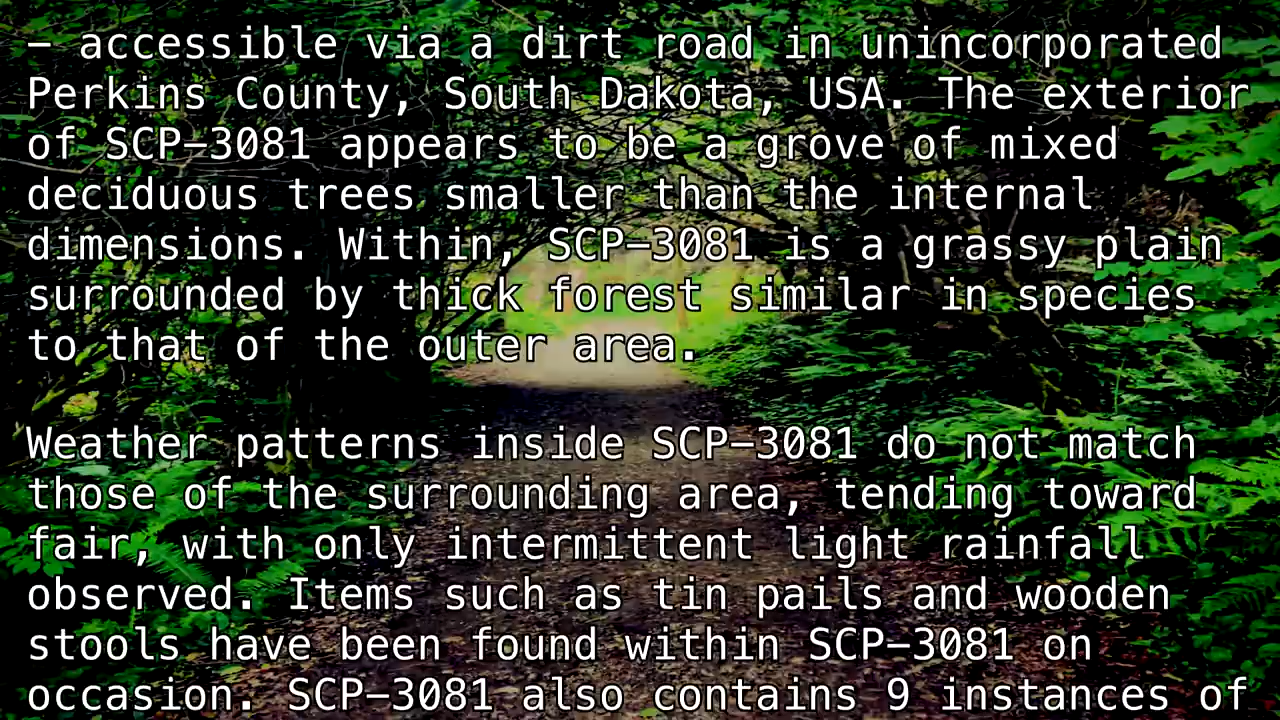 – accessible via a dirt road in unincorporated
Perkins County, South Dakota, USA. The exterior
of SCP–3081 appears to be a grove of mixed
deciduous trees smaller than the internal
dimensions. Within, SCP–3081 is a grassy plain
surrounded by thick forest similar in species
to that of the outer area.
Weather patterns inside SCP–3081 do not match
those of the surrounding area, tending toward
fair, with only intermittent light rainfall
observed. Items such as tin pails and wooden
stools have been found within SCP–3081 on
occasion. SCP–3081 also contains 9 instances of